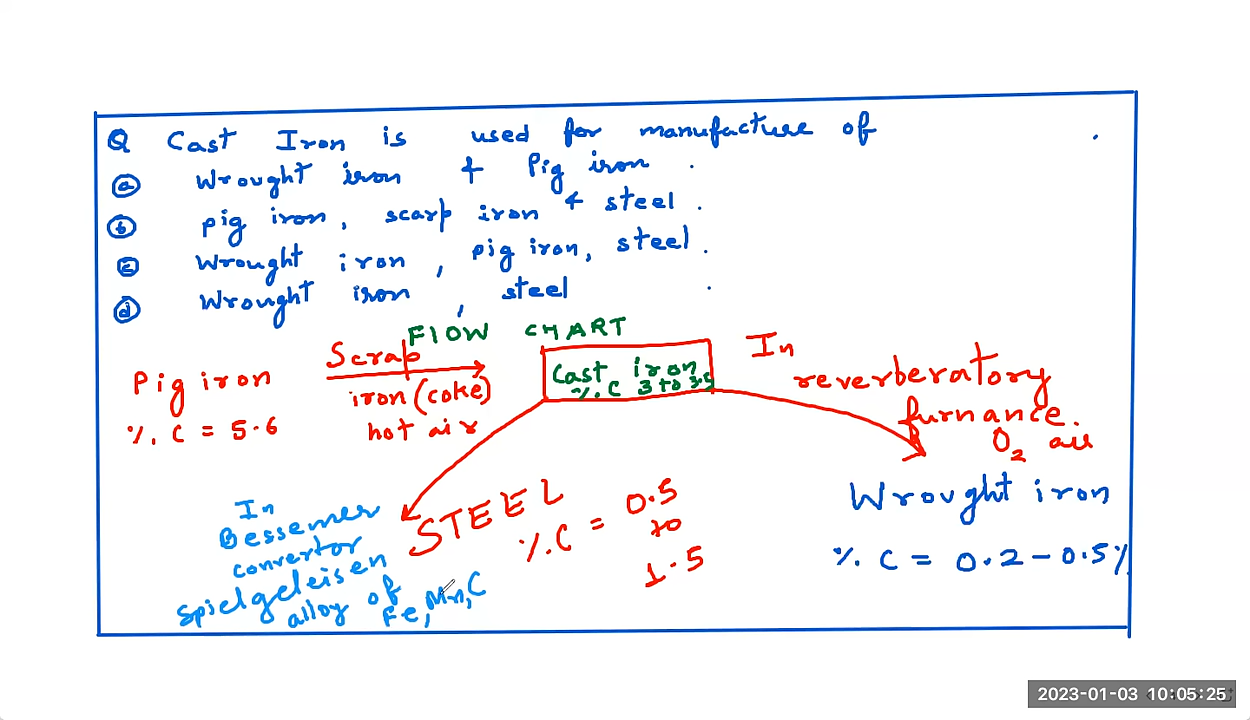 Q Cast Iron is used for manufacture of
a Wrought iron & Pig iron.
b pig iron, scarp iron & steel.
c Wrought iron, pig iron, steel.
d Wrought iron, steel
FlOW CHART
Pig iron
% C = 5.6
Scrap
iron (coke)
hot air
Cast iron
% C 3 to 3.5
In
reverberatory
furnance.
O2 air
Wrought iron
% C = 0.2 - 0.5%
STEEL
% C = 0.5
to
1.5
In
Bessemer
convertor
spielgeleisen
alloy of
Fe, Mn, C
2023-01-03 10:05:25